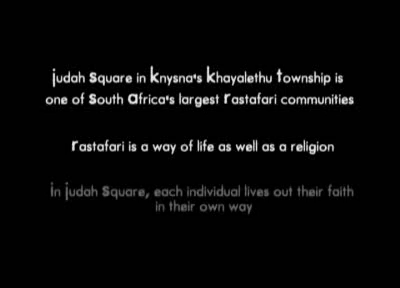 Judah Square in Knysna's Khayalethu Township is
one of South Africa's largest Rastafari communities
Rastafari is a way of life as well as a religion
In Judah Square, each individual lives out their faith
in their own way